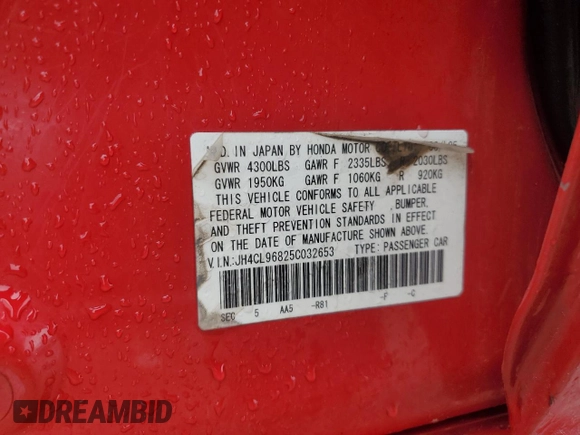 IN JAPAN BY HONDA MOTOR
GVWR 4300LBS GAWR F 2335LBS R 2030LBS
GVWR 1950KG GAWR F 1060KG R 920KG
THIS VEHICLE CONFORMS TO ALL APPLICABLE
FEDERAL MOTOR VEHICLE SAFETY ,BUMPER,
AND THEFT PREVENTION STANDARDS IN EFFECT
ON THE DATE OF MANUFACTURE SHOWN ABOVE.
V.I.N:JH4CL96825C032653 TYPE: PASSENGER CAR
SEC 5 AA5 -R81 -F -C
DREAMBID